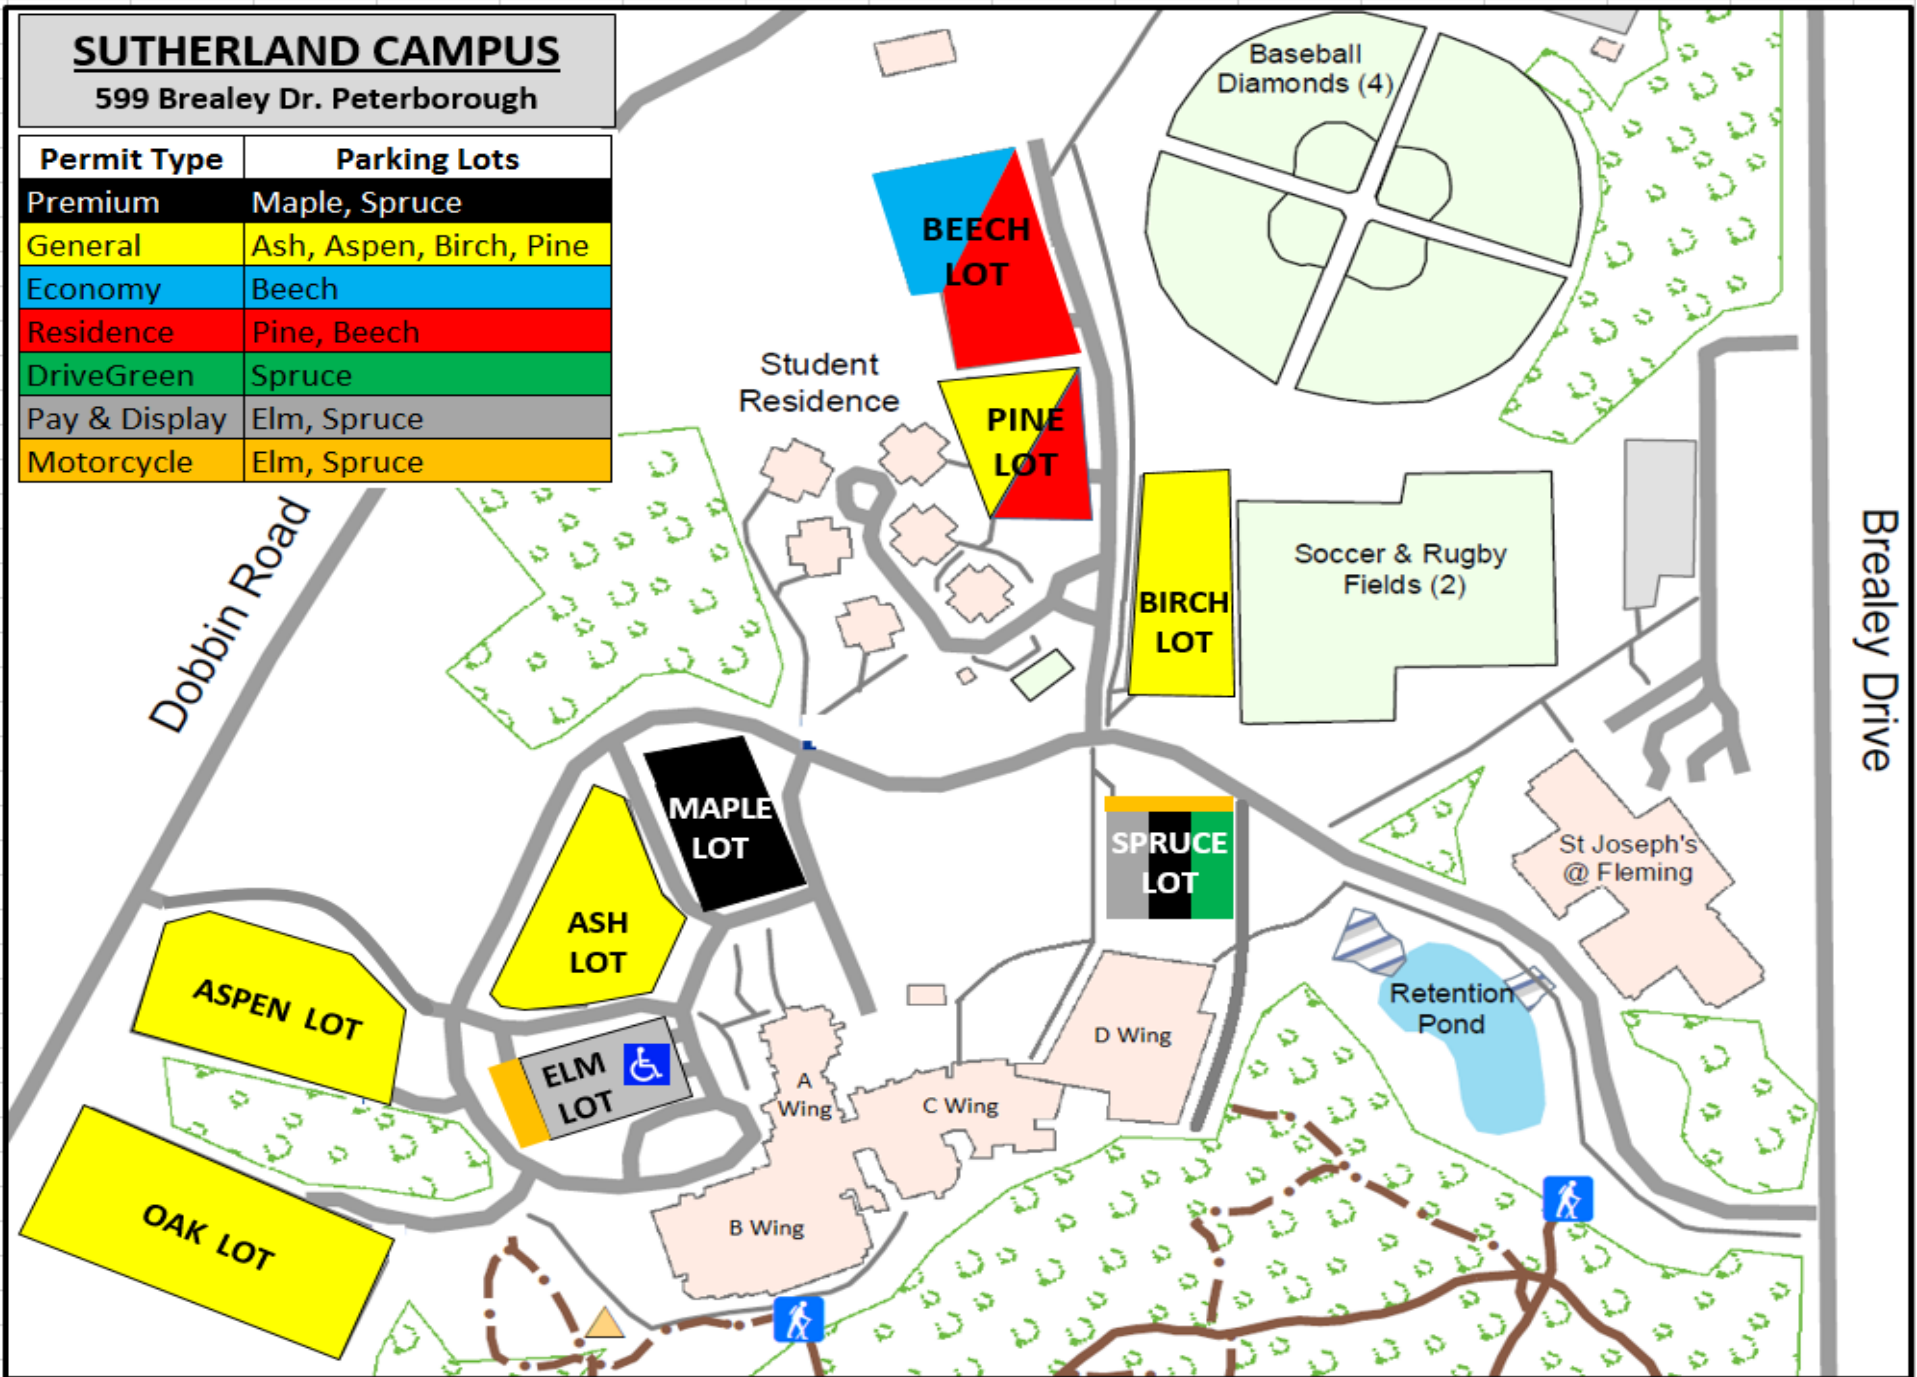 SUTHERLAND CAMPUS
599 Brealey Dr. Peterborough
Permit Type Parking Lots
Premium Maple, Spruce
General Ash, Aspen, Birch, Pine
Economy Beech
Residence Pine, Beech
DriveGreen Spruce
Pay & Display Elm, Spruce
Motorcycle Elm, Spruce
Baseball
Diamonds (4)
BEECH
LOT
Student
Residence
PINE
LOT
Dobbin Road
BIRCH
LOT
Soccer & Rugby
Fields (2)
Brealey Drive
MAPLE
LOT
SPRUCE
LOT
St Joseph's
@ Fleming
ASH
LOT
ASPEN LOT
Retention
Pond
ELM
LOT
D Wing
A
Wing
C Wing
OAK LOT
B Wing